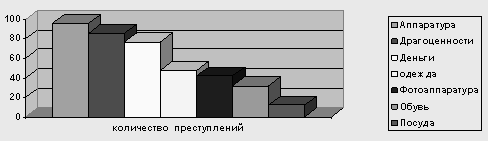 100
80
60
40
20
0
количество преступлений
Аппаратура
Драгоценности
Деньги
одежда
Фотоаппаратура
Обувь
Посуда